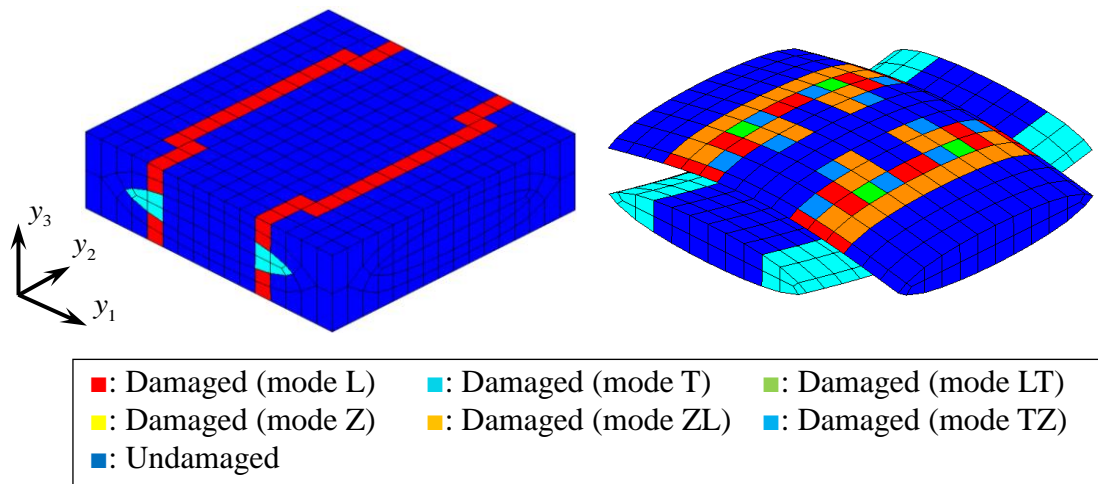 y₃
y₂
y₁
■: Damaged (mode L) ■: Damaged (mode T) ■: Damaged (mode LT)
■: Damaged (mode Z) ■: Damaged (mode ZL) ■: Damaged (mode TZ)
■: Undamaged